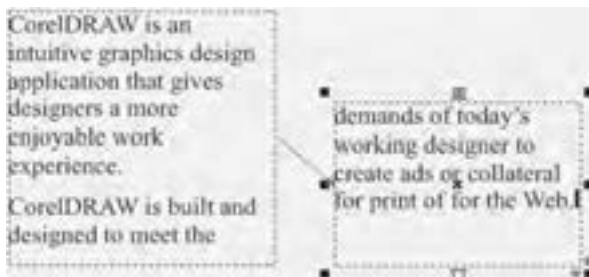 CorelDRAW is an
intuitive graphics design
application that gives
designers a more
enjoyable work
experience.
CorelDRAW is built and
designed to meet the
demands of today's
working designer to
create ads or collateral
for print of for the Web.